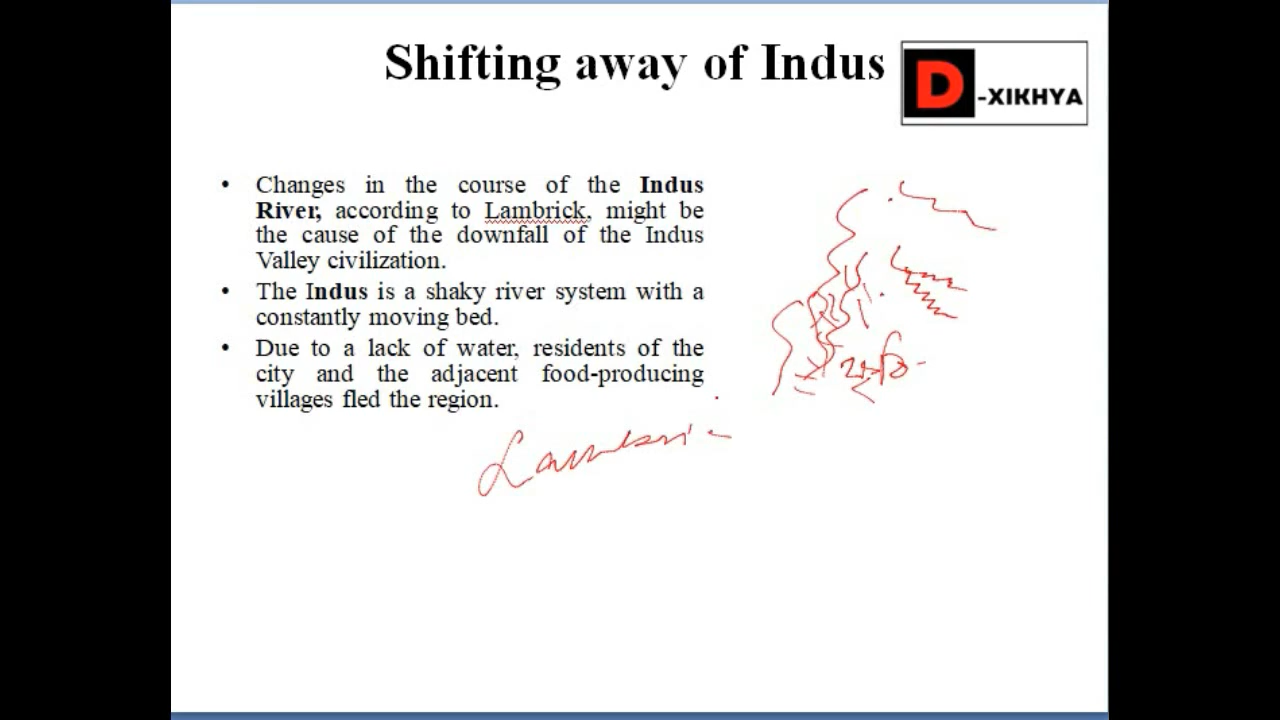 Shifting away of Indus
D-XIKHYA
• Changes in the course of the Indus
River, according to Lambrick, might be
the cause of the downfall of the Indus
Valley civilization.
• The Indus is a shaky river system with a
constantly moving bed.
• Due to a lack of water, residents of the
city and the adjacent food-producing
villages fled the region.